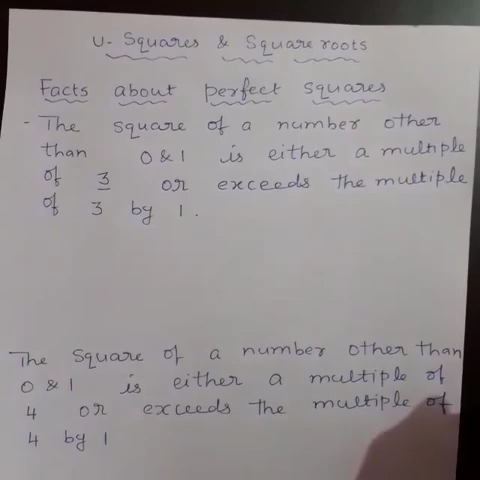 U- Squares & Square roots
Facts about perfect squares
- The square of a number other
than 0 & 1 is either a multiple
of 3 or exceeds the multiple
of 3 by 1.
The square of a number other than
0 & 1 is either a multiple of
4 or exceeds the multiple of
4 by 1